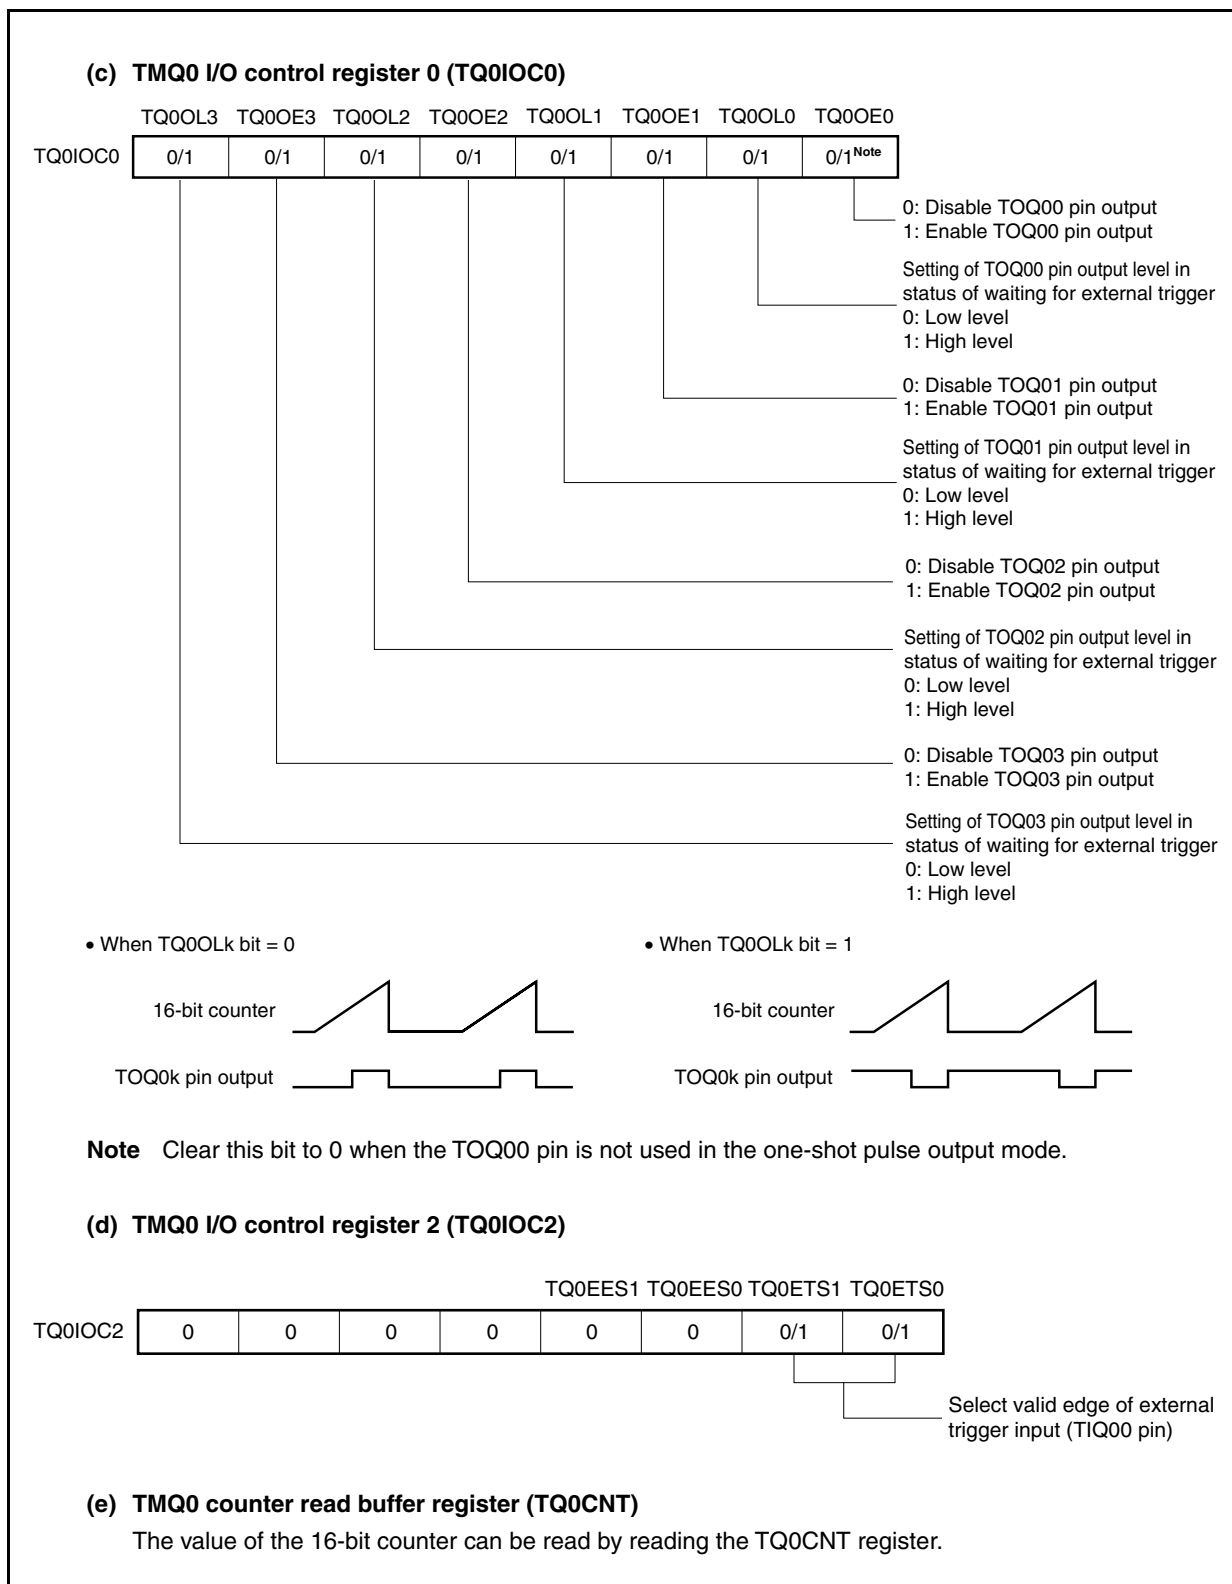 (c) TMQ0 I/O control register 0 (TQ0IOC0)
TQ0OL3 TQ0OE3 TQ0OL2 TQ0OE2 TQ0OL1 TQ0OE1 TQ0OL0 TQ0OE0
TQ0IOC0 0/1 0/1 0/1 0/1 0/1 0/1 0/1 0/1Note
0: Disable TOQ00 pin output
1: Enable TOQ00 pin output
Setting of TOQ00 pin output level in
status of waiting for external trigger
0: Low level
1: High level
0: Disable TOQ01 pin output
1: Enable TOQ01 pin output
Setting of TOQ01 pin output level in
status of waiting for external trigger
0: Low level
1: High level
0: Disable TOQ02 pin output
1: Enable TOQ02 pin output
Setting of TOQ02 pin output level in
status of waiting for external trigger
0: Low level
1: High level
0: Disable TOQ03 pin output
1: Enable TOQ03 pin output
Setting of TOQ03 pin output level in
status of waiting for external trigger
0: Low level
1: High level
• When TQ0OLk bit = 0
16-bit counter
TOQ0k pin output
• When TQ0OLk bit = 1
16-bit counter
TOQ0k pin output
Note Clear this bit to 0 when the TOQ00 pin is not used in the one-shot pulse output mode.
(d) TMQ0 I/O control register 2 (TQ0IOC2)
TQ0EES1 TQ0EES0 TQ0ETS1 TQ0ETS0
TQ0IOC2 0 0 0 0 0 0 0/1 0/1
Select valid edge of external
trigger input (TIQ00 pin)
(e) TMQ0 counter read buffer register (TQ0CNT)
The value of the 16-bit counter can be read by reading the TQ0CNT register.